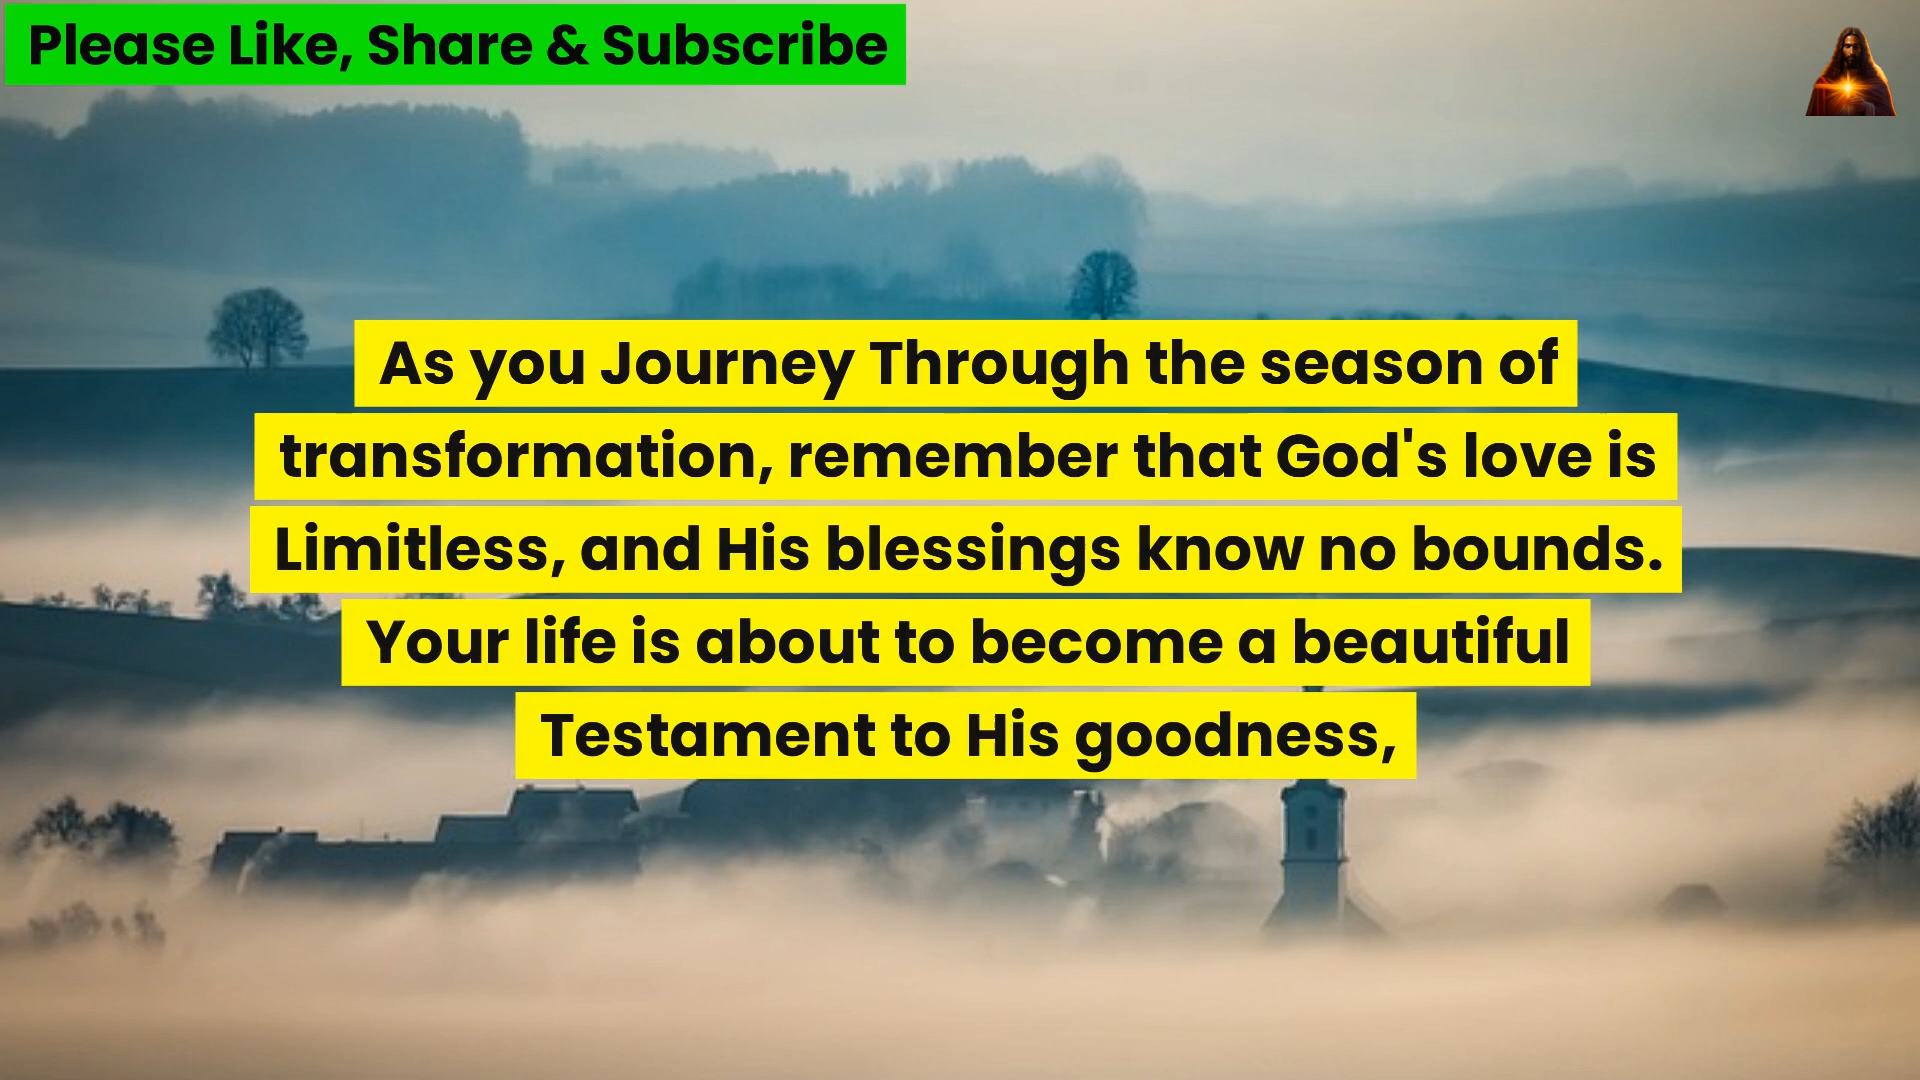 Please Like, Share & Subscribe
As you Journey Through the season of
transformation, remember that God's love is
Limitless, and His blessings know no bounds.
Your life is about to become a beautiful
Testament to His goodness,